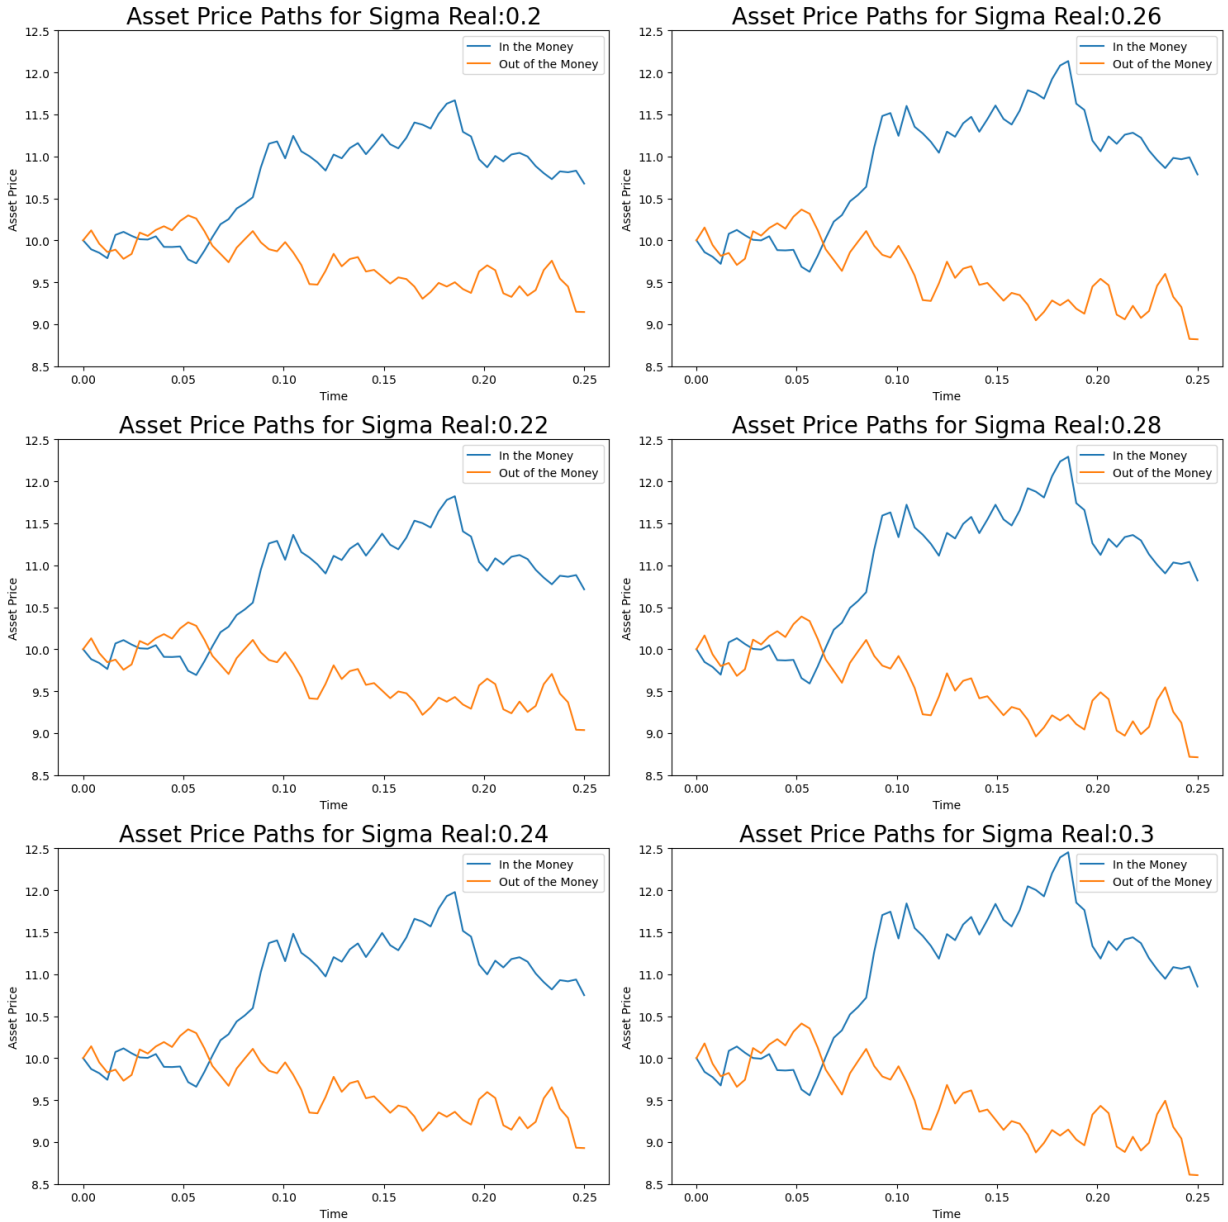 Asset Price Paths for Sigma Real:0.2
12.5
12.0
11.5
11.0
10.5
10.0
9.5
9.0
8.5
Asset Price
In the Money
Out of the Money
0.00 0.05 0.10 0.15 0.20 0.25
Time
Asset Price Paths for Sigma Real:0.26
12.5
12.0
11.5
11.0
10.5
10.0
9.5
9.0
8.5
Asset Price
In the Money
Out of the Money
0.00 0.05 0.10 0.15 0.20 0.25
Time
Asset Price Paths for Sigma Real:0.22
12.5
12.0
11.5
11.0
10.5
10.0
9.5
9.0
8.5
Asset Price
In the Money
Out of the Money
0.00 0.05 0.10 0.15 0.20 0.25
Time
Asset Price Paths for Sigma Real:0.28
12.5
12.0
11.5
11.0
10.5
10.0
9.5
9.0
8.5
Asset Price
In the Money
Out of the Money
0.00 0.05 0.10 0.15 0.20 0.25
Time
Asset Price Paths for Sigma Real:0.24
12.5
12.0
11.5
11.0
10.5
10.0
9.5
9.0
8.5
Asset Price
In the Money
Out of the Money
0.00 0.05 0.10 0.15 0.20 0.25
Time
Asset Price Paths for Sigma Real:0.3
12.5
12.0
11.5
11.0
10.5
10.0
9.5
9.0
8.5
Asset Price
In the Money
Out of the Money
0.00 0.05 0.10 0.15 0.20 0.25
Time